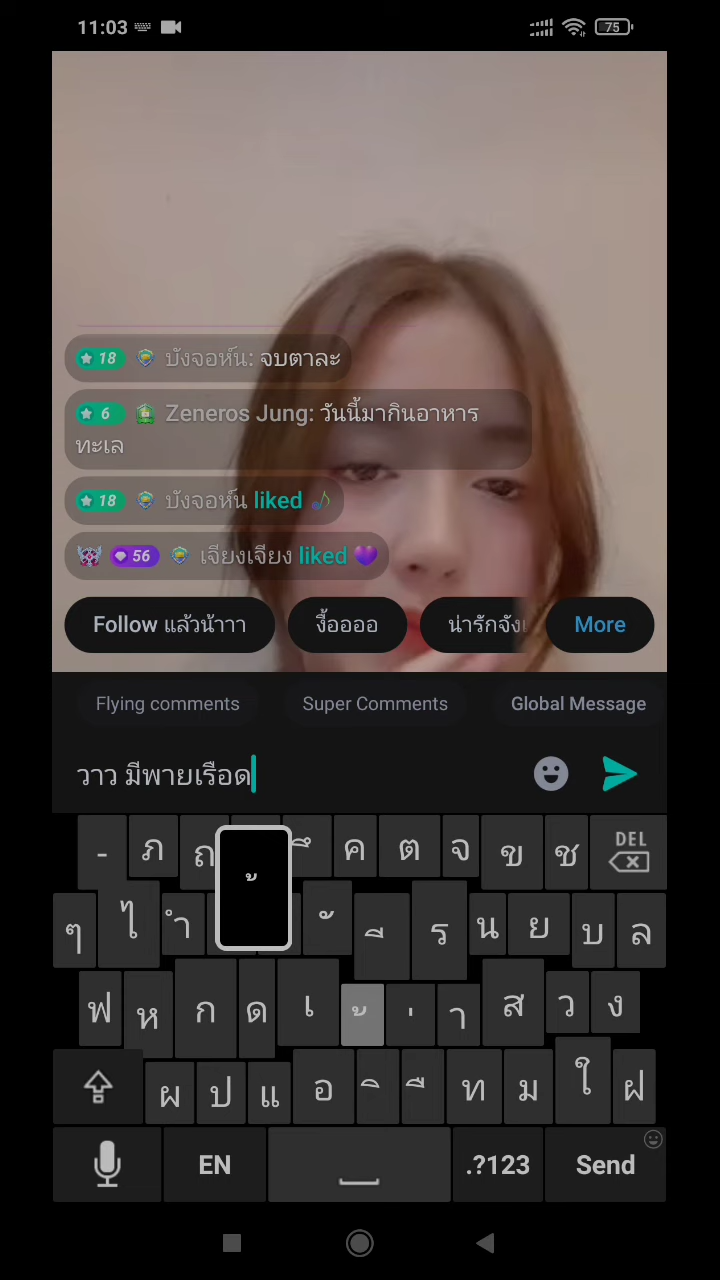 11:03
75
18 บังจอห์น: จบตาละ
6 Zeneros Jung: วันนี้มากินอาหาร
ทะเล
18 บังจอห์น liked
56 เจียงเจียง liked
Follow แล้วน้าาา งื้ออออ น่ารักจัง More
Flying comments Super Comments Global Message
วาว มีพายเรือด
- ภ ถ ึ ค ต จ ข ช DEL
้
ๆ ไ ำ ั ี ร น ย บ ล
ฟ ห ก ด เ ้ ่ า ส ว ง
ผ ป แ อ ิ ื ท ม ใ ฝ
EN .?123 Send